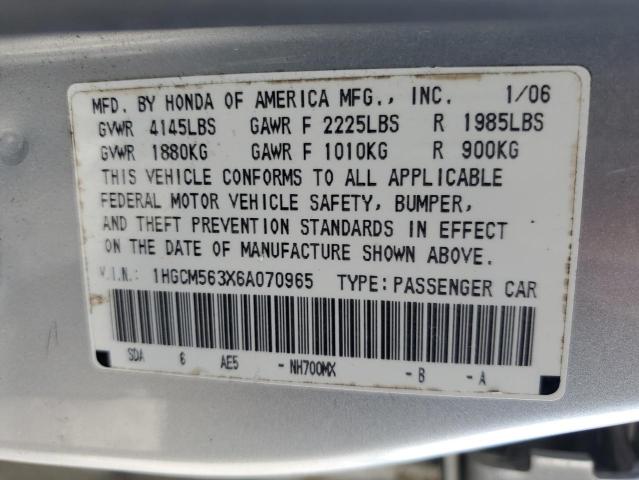 MFD. BY HONDA OF AMERICA MFG., INC. 1/06
GVWR 4145LBS GAWR F 2225LBS R 1985LBS
GVWR 1880KG GAWR F 1010KG R 900KG
THIS VEHICLE CONFORMS TO ALL APPLICABLE
FEDERAL MOTOR VEHICLE SAFETY, BUMPER,
AND THEFT PREVENTION STANDARDS IN EFFECT
ON THE DATE OF MANUFACTURE SHOWN ABOVE.
V.I.N.: 1HGCM563X6A070965 TYPE: PASSENGER CAR
SDA 6 AE5 - NH700MX - B - A